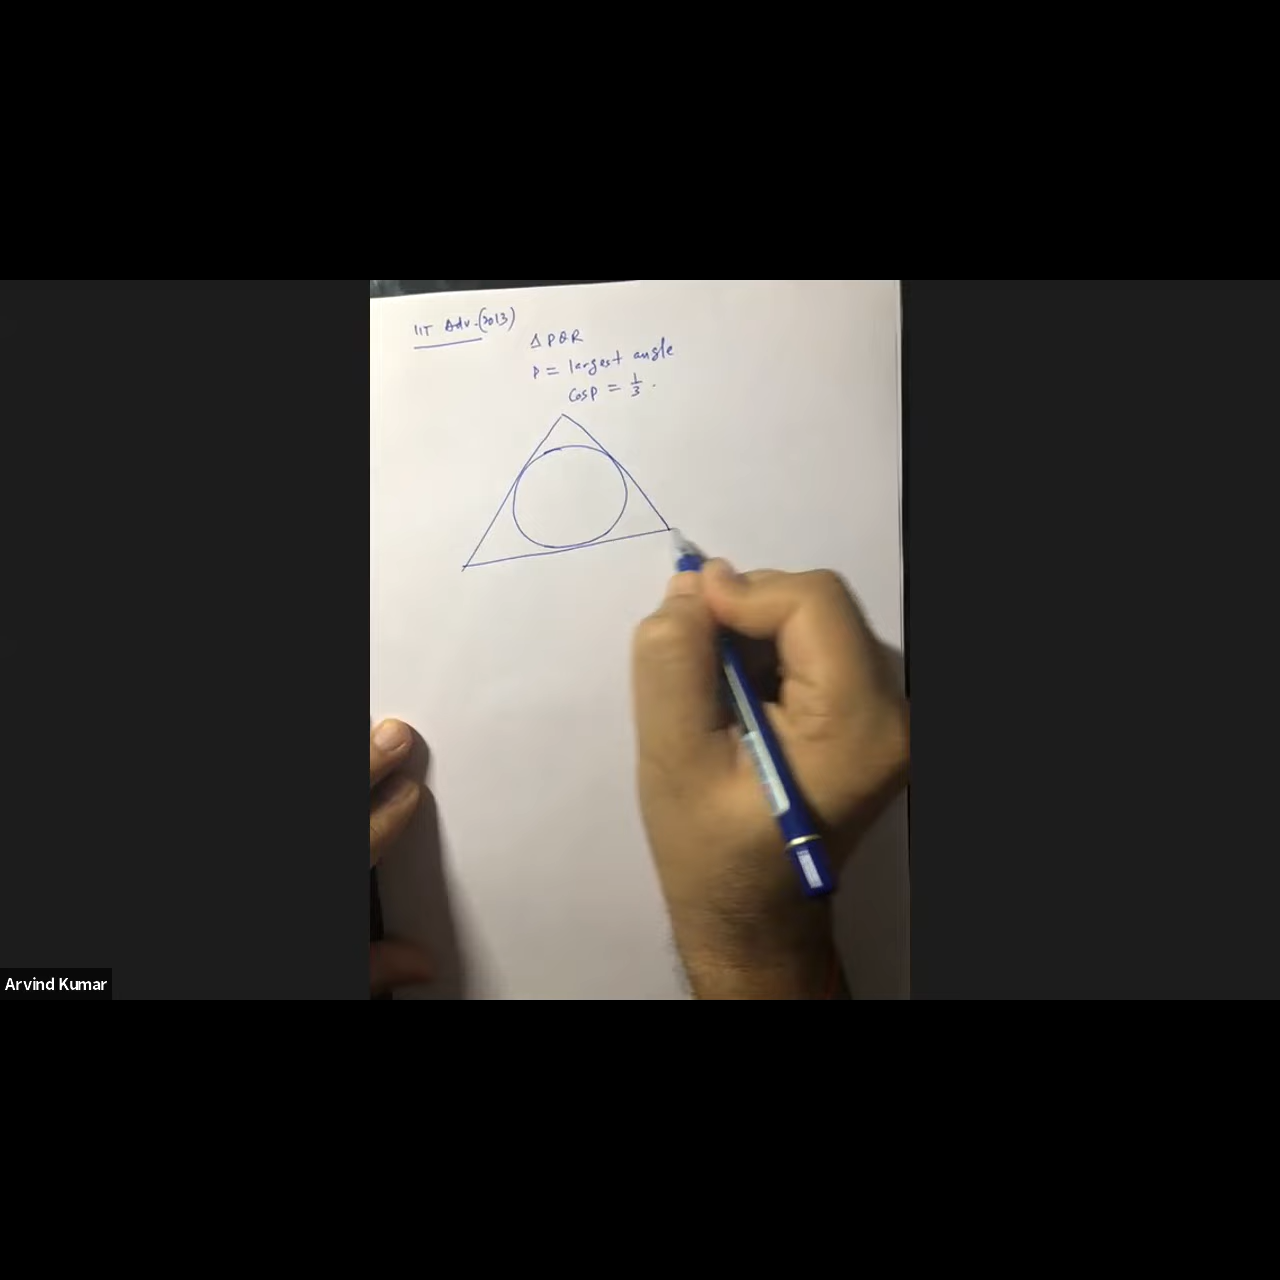 IIT Adv. (2013)
Δ PQR
P = largest angle
cos P = 1/3.
Arvind Kumar